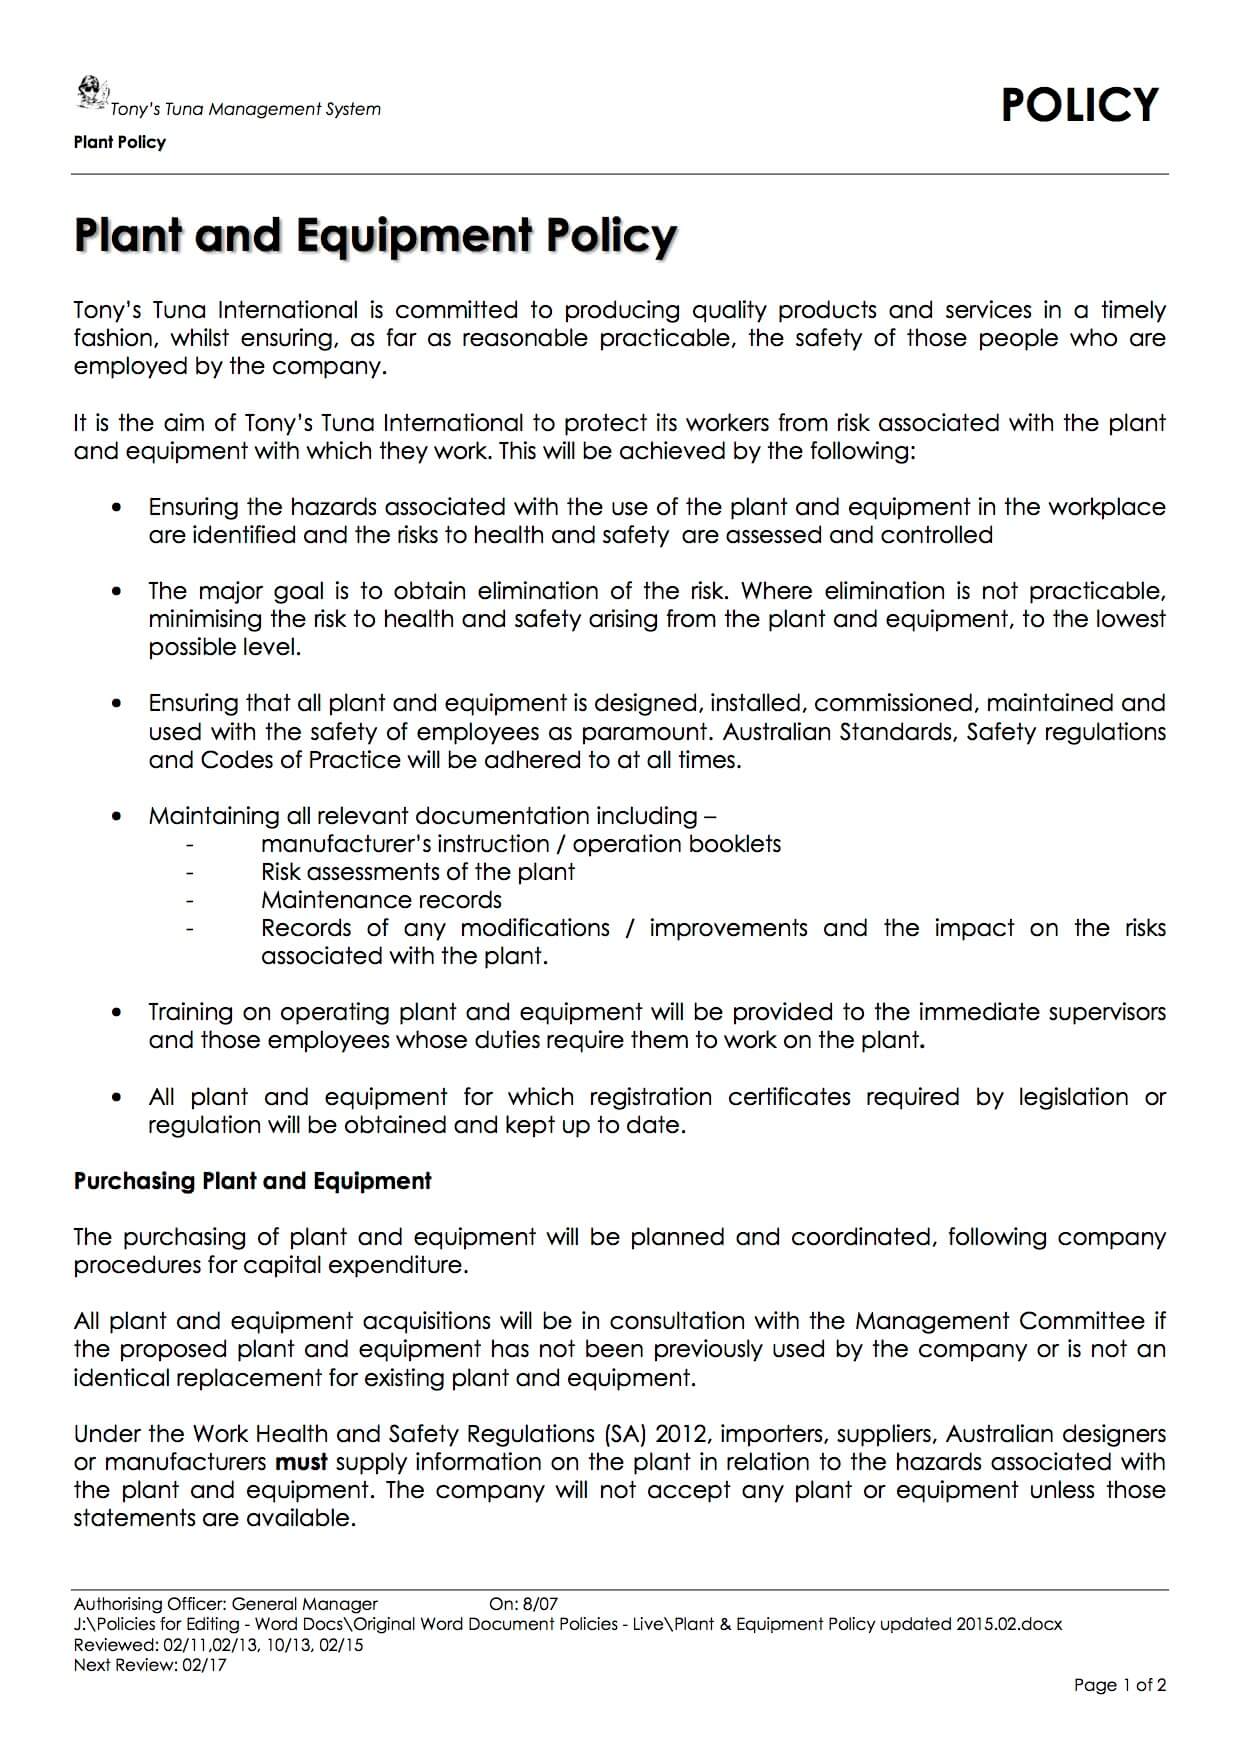 Tony's Tuna Management System
POLICY
Plant Policy
Plant and Equipment Policy
Tony's Tuna International is committed to producing quality products and services in a timely
fashion, whilst ensuring, as far as reasonable practicable, the safety of those people who are
employed by the company.
It is the aim of Tony's Tuna International to protect its workers from risk associated with the plant
and equipment with which they work. This will be achieved by the following:
• Ensuring the hazards associated with the use of the plant and equipment in the workplace
are identified and the risks to health and safety  are assessed and controlled
• The major goal is to obtain elimination of the risk. Where elimination is not practicable,
minimising the risk to health and safety arising from the plant and equipment, to the lowest
possible level.
• Ensuring that all plant and equipment is designed, installed, commissioned, maintained and
used with the safety of employees as paramount. Australian Standards, Safety regulations
and Codes of Practice will be adhered to at all times.
• Maintaining all relevant documentation including –
- manufacturer's instruction / operation booklets
- Risk assessments of the plant
- Maintenance records
- Records of any modifications / improvements and the impact on the risks
associated with the plant.
• Training on operating plant and equipment will be provided to the immediate supervisors
and those employees whose duties require them to work on the plant.
• All plant and equipment for which registration certificates required by legislation or
regulation will be obtained and kept up to date.
Purchasing Plant and Equipment
The purchasing of plant and equipment will be planned and coordinated, following company
procedures for capital expenditure.
All plant and equipment acquisitions will be in consultation with the Management Committee if
the proposed plant and equipment has not been previously used by the company or is not an
identical replacement for existing plant and equipment.
Under the Work Health and Safety Regulations (SA) 2012, importers, suppliers, Australian designers
or manufacturers must supply information on the plant in relation to the hazards associated with
the plant and equipment. The company will not accept any plant or equipment unless those
statements are available.
Authorising Officer: General Manager On: 8/07
J:\Policies for Editing - Word Docs\Original Word Document Policies - Live\Plant & Equipment Policy updated 2015.02.docx
Reviewed: 02/11,02/13, 10/13, 02/15
Next Review: 02/17
Page 1 of 2